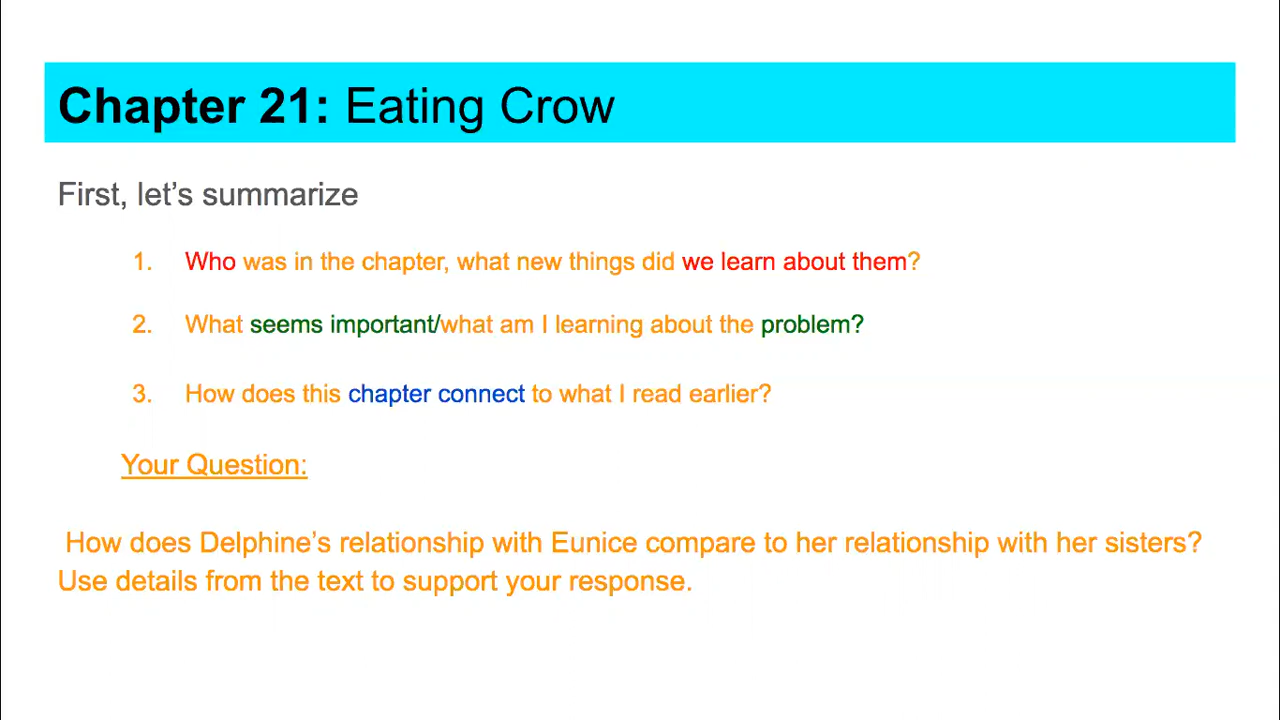 Chapter 21: Eating Crow
First, let’s summarize
1. Who was in the chapter, what new things did we learn about them?
2. What seems important/what am I learning about the problem?
3. How does this chapter connect to what I read earlier?
Your Question:
How does Delphine’s relationship with Eunice compare to her relationship with her sisters?
Use details from the text to support your response.